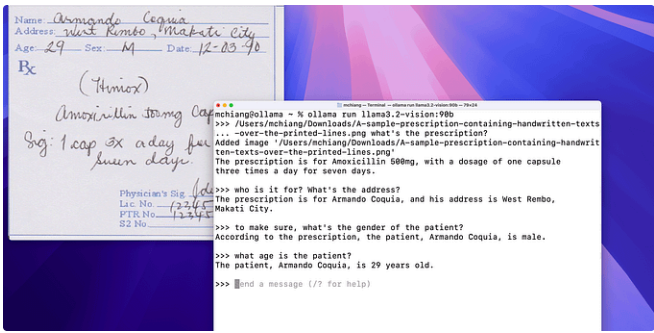 Name: Armando Coquia
Address: West Rembo, Makati City
Age: 29 Sex: M Date: 12-03-90
Rx
(Himox)
Amoxicillin 500mg Cap
Sig: 1 cap 3x a day for
seven days.
Physician's Sig.
Lic. No. 12345
PTR No. 12345
S2 No.
mchiang — Terminal — ollama run llama3.2-vision:90b — 79×24
mchiang@ollama ~ % ollama run llama3.2-vision:90b
>>> /Users/mchiang/Downloads/A-sample-prescription-containing-handwritten-texts
... -over-the-printed-lines.png what's the prescription?
Added image '/Users/mchiang/Downloads/A-sample-prescription-containing-handwrit
ten-texts-over-the-printed-lines.png'
The prescription is for Amoxicillin 500mg, with a dosage of one capsule
three times a day for seven days.
>>> who is it for? What's the address?
The prescription is for Armando Coquia, and his address is West Rembo,
Makati City.
>>> to make sure, what's the gender of the patient?
According to the prescription, the patient, Armando Coquia, is male.
>>> what age is the patient?
The patient, Armando Coquia, is 29 years old.
>>> end a message (/? for help)